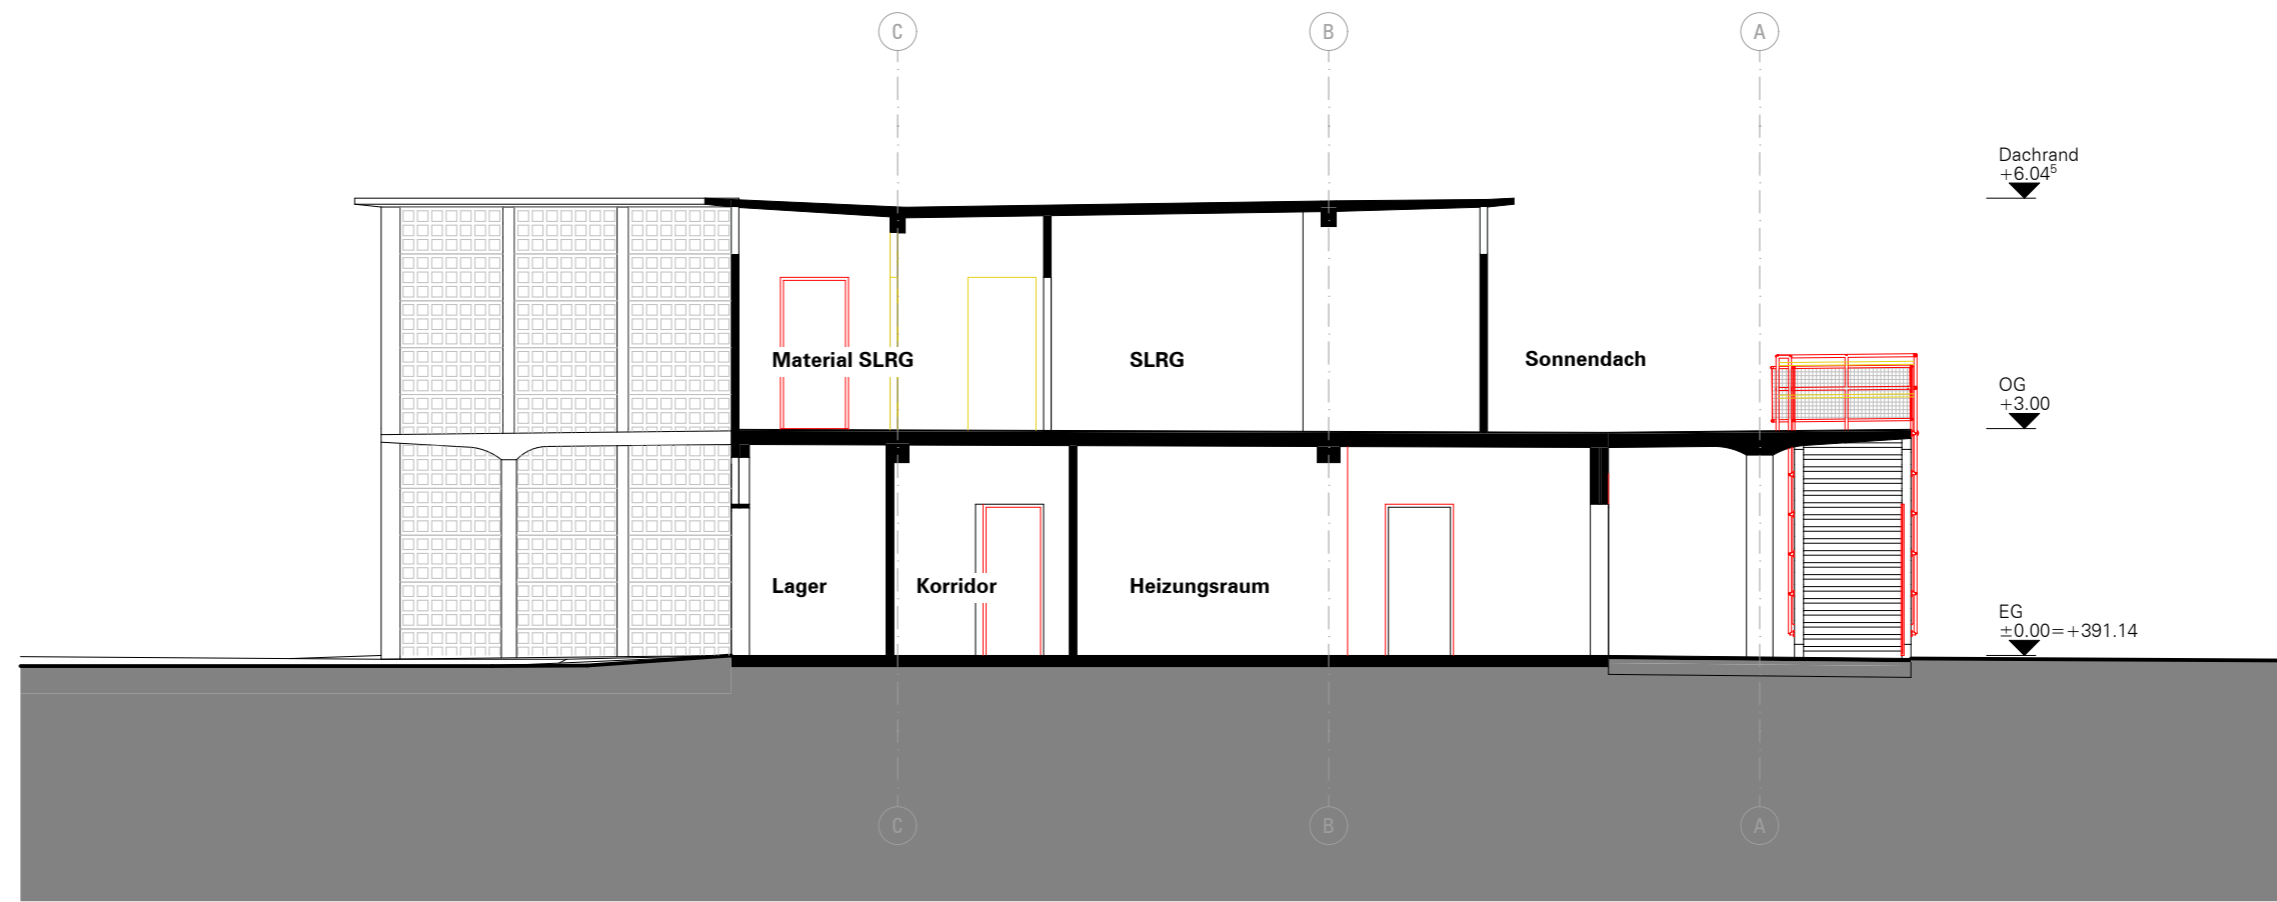 C
B
A
Dachrand
+6.04⁵
Material SLRG
SLRG
Sonnendach
OG
+3.00
Lager
Korridor
Heizungsraum
EG
±0.00=+391.14
C
B
A